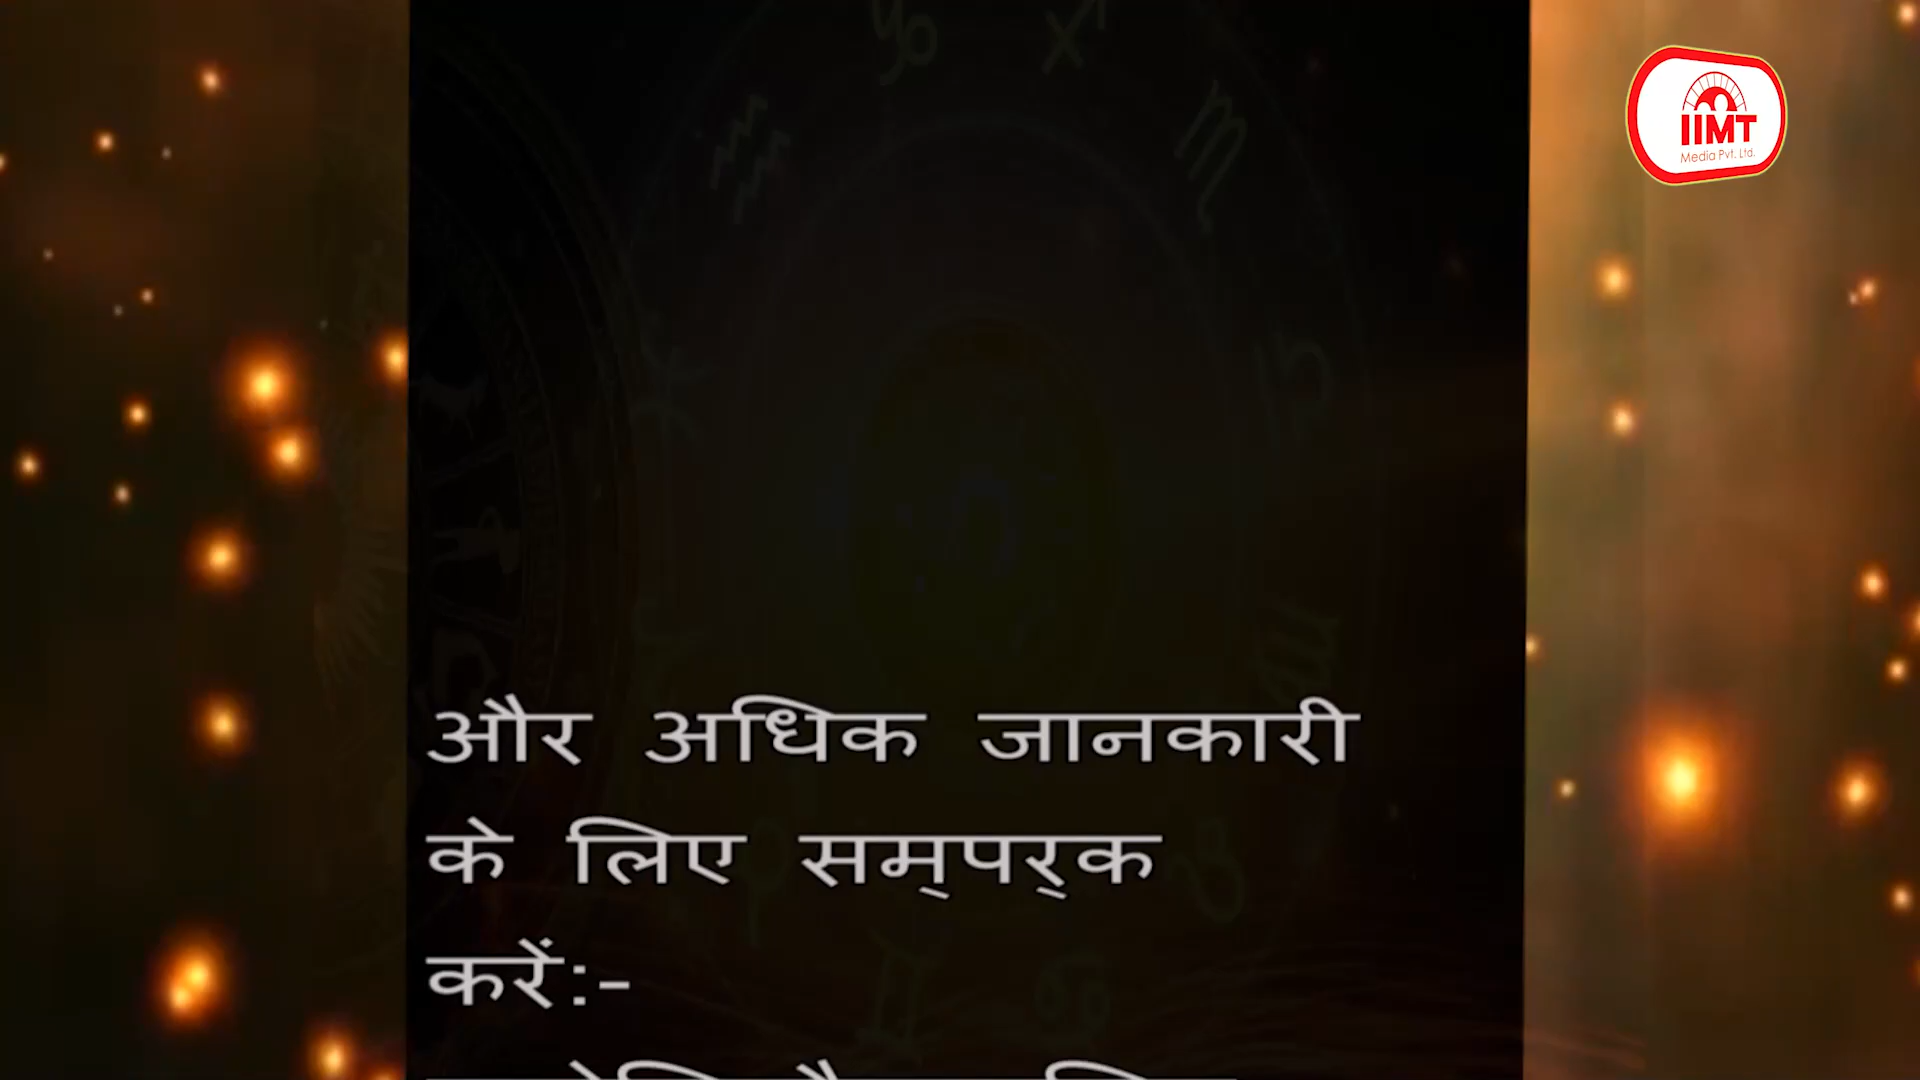 IIMT
Media Pvt. Ltd.
और अधिक जानकारी
के लिए सम्पर्क
करें:-